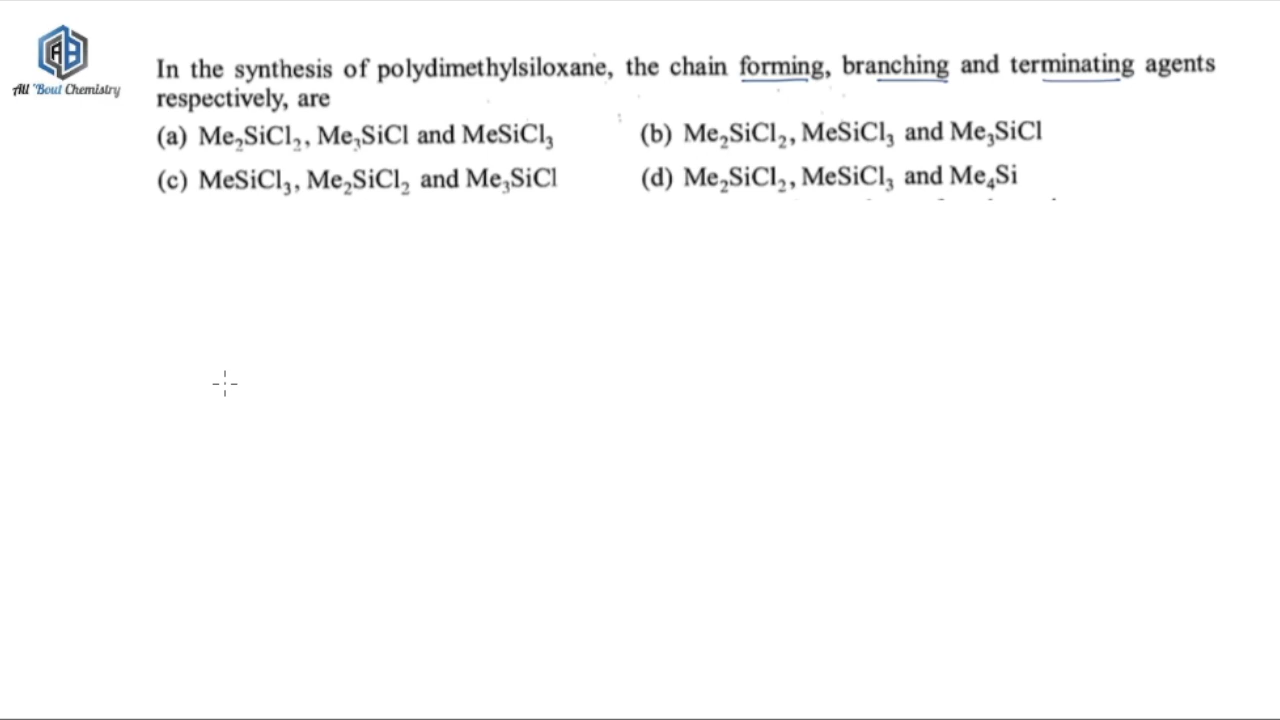 AB
All 'Bout Chemistry
In the synthesis of polydimethylsiloxane, the chain forming, branching and terminating agents
respectively, are
(a) Me₂SiCl₂, Me₃SiCl and MeSiCl₃ (b) Me₂SiCl₂, MeSiCl₃ and Me₃SiCl
(c) MeSiCl₃, Me₂SiCl₂ and Me₃SiCl (d) Me₂SiCl₂, MeSiCl₃ and Me₄Si